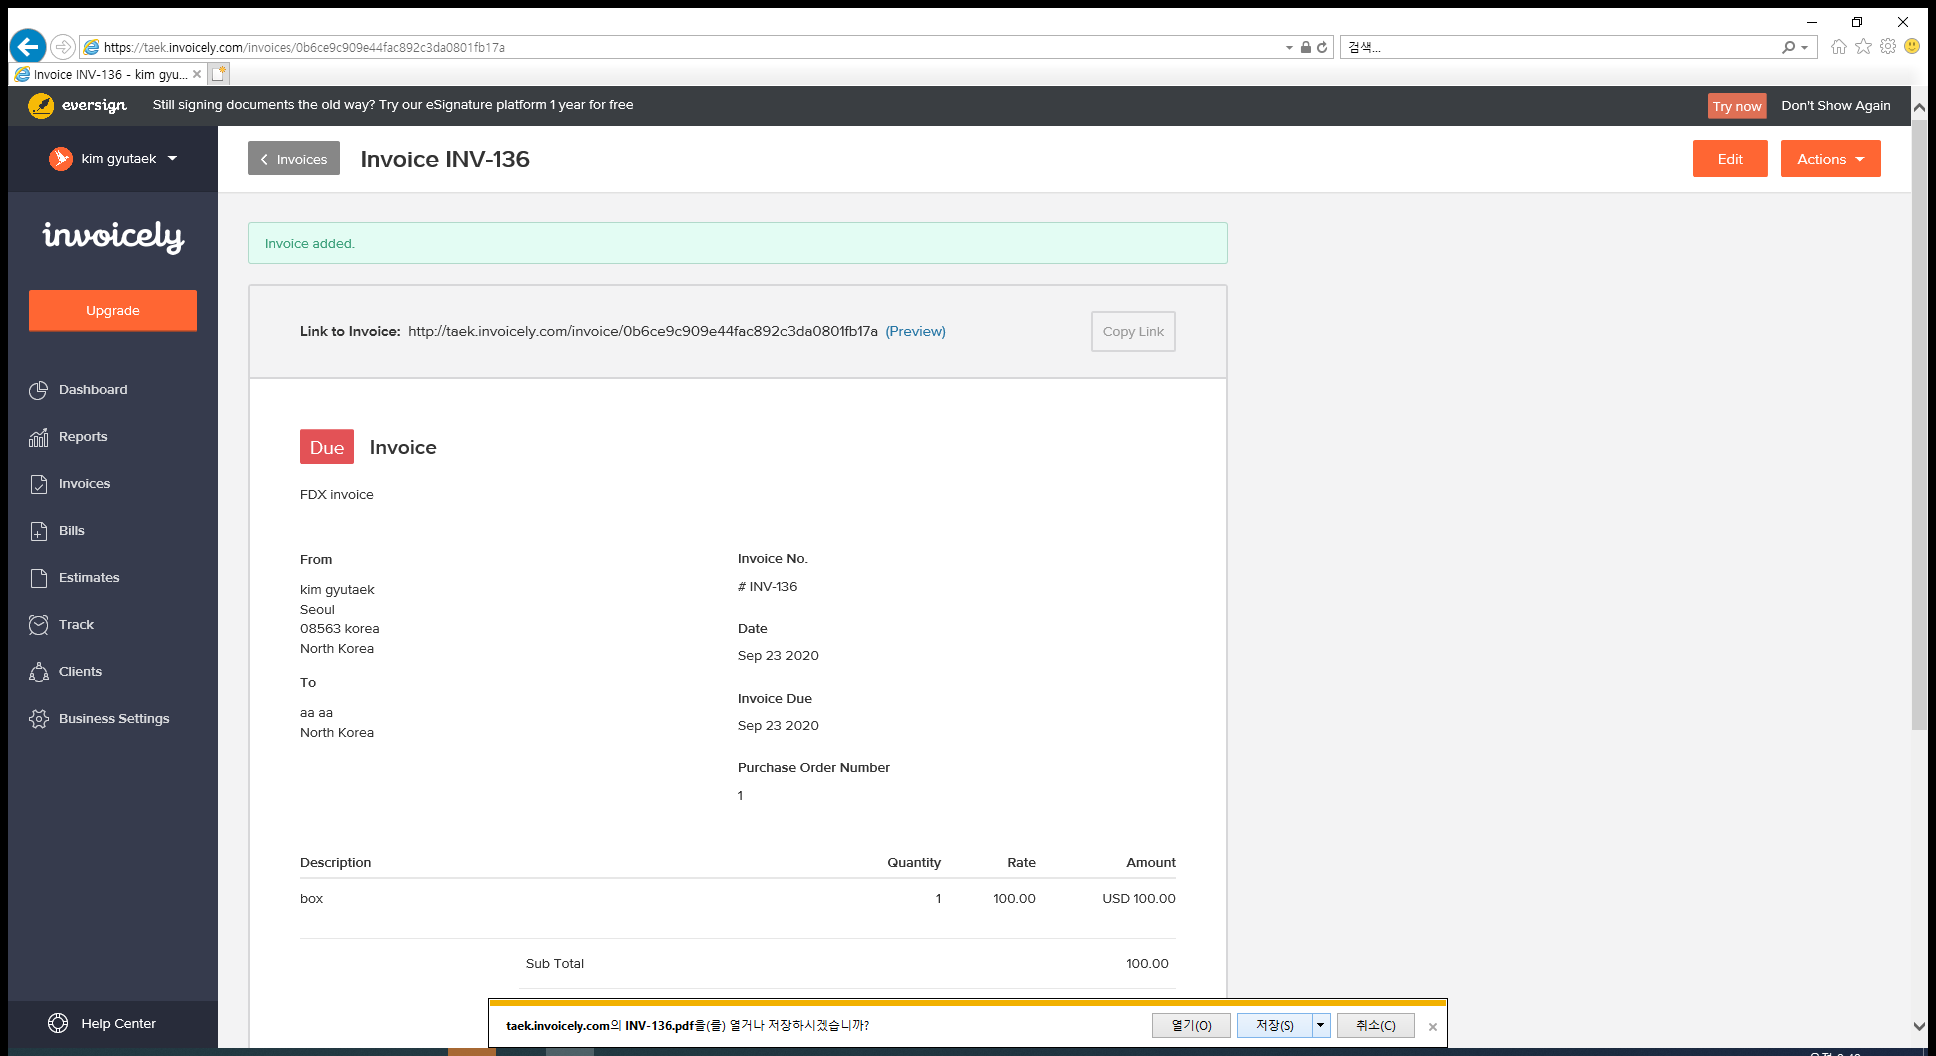 https://taek.invoicely.com/invoices/0b6ce9c909e44fac892c3da0801fb17a
검색...
Invoice INV-136 - kim gyu...
eversign Still signing documents the old way? Try our eSignature platform 1 year for free Try now Don't Show Again
kim gyutaek
Invoices Invoice INV-136 Edit Actions
invoicely
Upgrade
Dashboard
Reports
Invoices
Bills
Estimates
Track
Clients
Business Settings
Help Center
Invoice added.
Link to Invoice: http://taek.invoicely.com/invoice/0b6ce9c909e44fac892c3da0801fb17a (Preview) Copy Link
Due Invoice
FDX invoice
From
kim gyutaek
Seoul
08563 korea
North Korea
To
aa aa
North Korea
Invoice No.
# INV-136
Date
Sep 23 2020
Invoice Due
Sep 23 2020
Purchase Order Number
1
Description Quantity Rate Amount
box 1 100.00 USD 100.00
Sub Total 100.00
taek.invoicely.com의 INV-136.pdf을(를) 열거나 저장하시겠습니까? 열기(O) 저장(S) 취소(C)